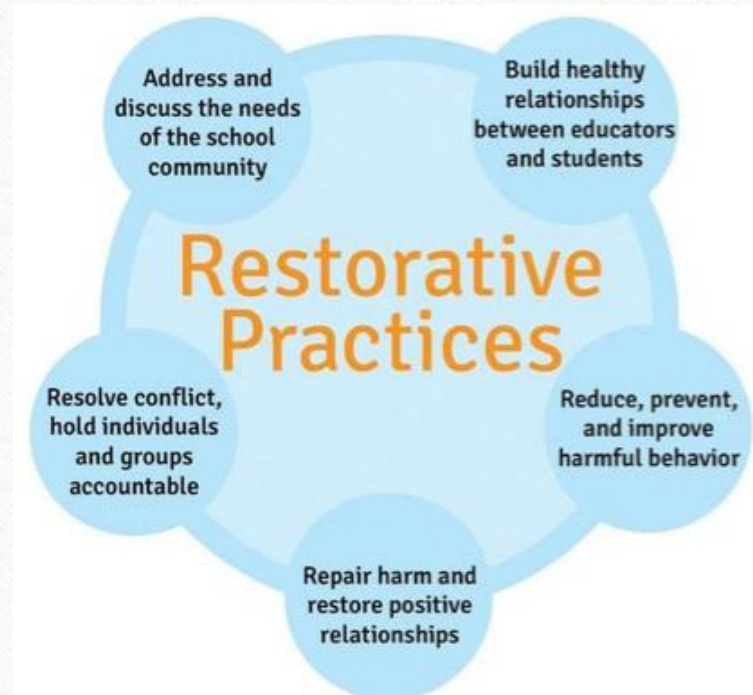 Restorative
Practices
Address and
discuss the needs
of the school
community
Build healthy
relationships
between educators
and students
Reduce, prevent,
and improve
harmful behavior
Repair harm and
restore positive
relationships
Resolve conflict,
hold individuals
and groups
accountable